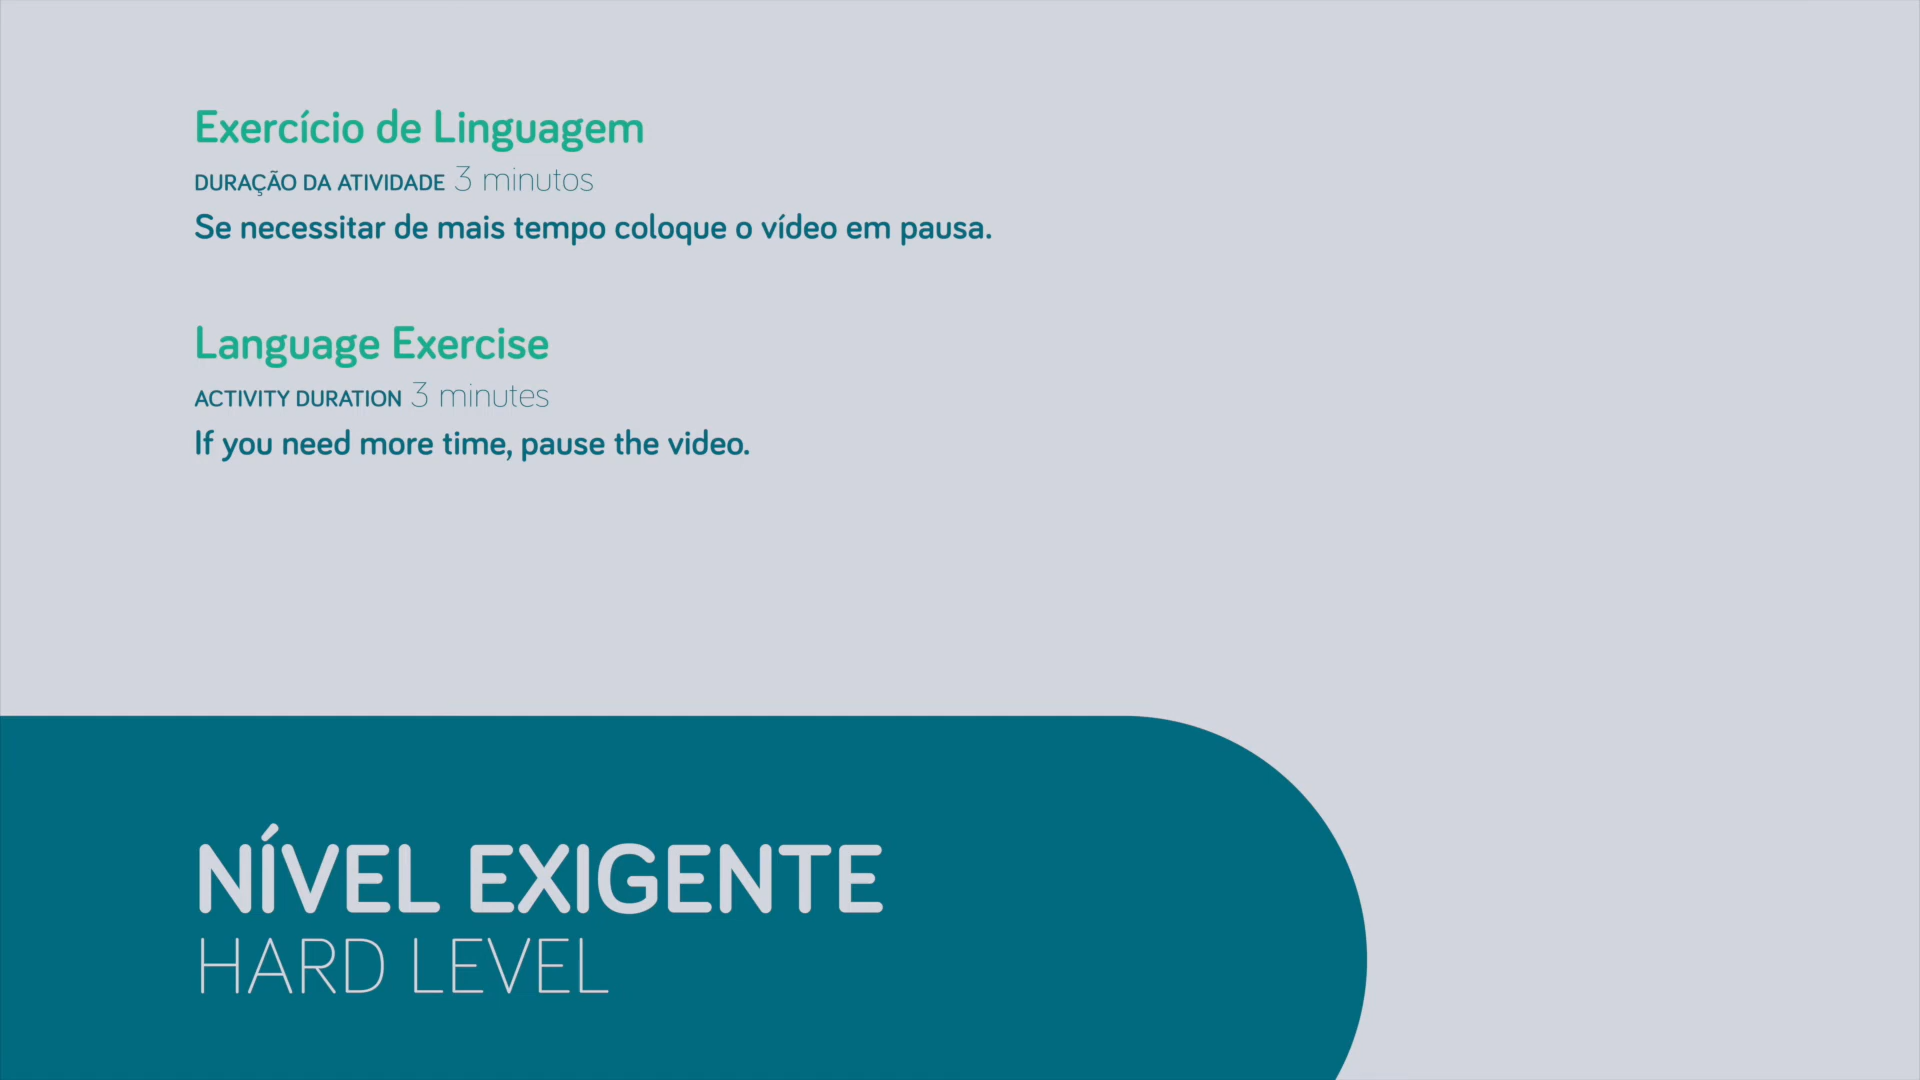 Exercício de Linguagem
DURAÇÃO DA ATIVIDADE 3 minutos
Se necessitar de mais tempo coloque o vídeo em pausa.
Language Exercise
ACTIVITY DURATION 3 minutes
If you need more time, pause the video.
NÍVEL EXIGENTE
HARD LEVEL